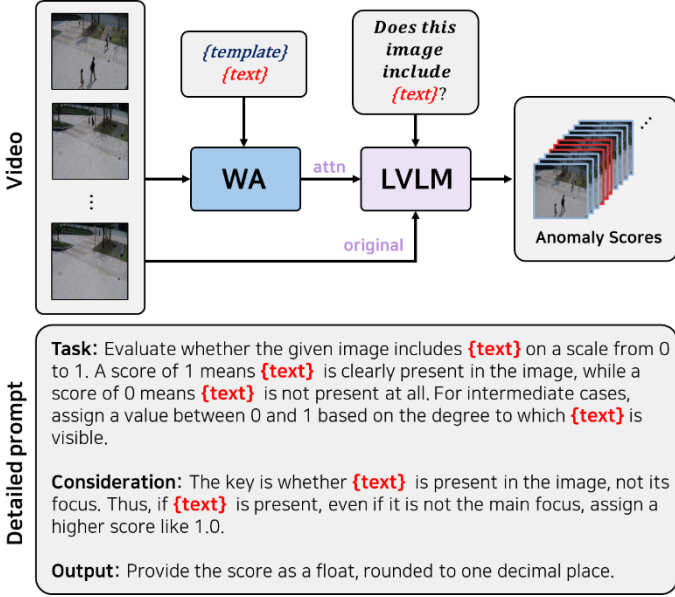 Video
...
{template}
{text}
Does this
image
include
{text}?
WA
attn
LVLM
original
...
Anomaly Scores
Detailed prompt
Task: Evaluate whether the given image includes {text} on a scale from 0
to 1. A score of 1 means {text} is clearly present in the image, while a
score of 0 means {text} is not present at all. For intermediate cases,
assign a value between 0 and 1 based on the degree to which {text} is
visible.
Consideration: The key is whether {text} is present in the image, not its
focus. Thus, if {text} is present, even if it is not the main focus, assign a
higher score like 1.0.
Output: Provide the score as a float, rounded to one decimal place.